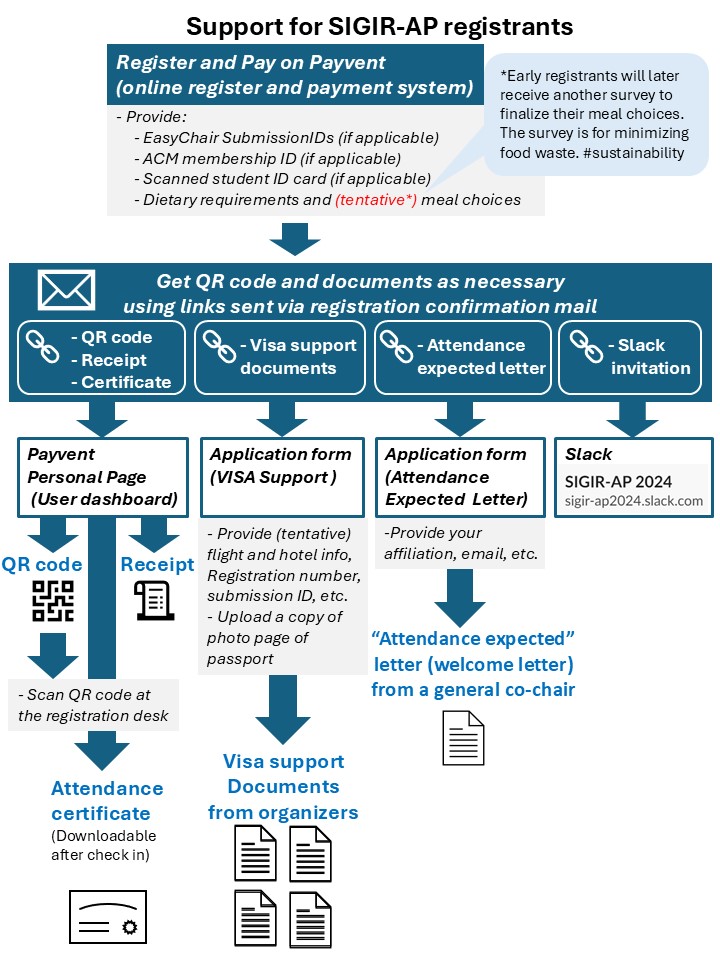 Support for SIGIR-AP registrants
Register and Pay on Payvent
(online register and payment system)
*Early registrants will later
receive another survey to
finalize their meal choices.
The survey is for minimizing
food waste. #sustainability
- Provide:
- EasyChair SubmissionIDs (if applicable)
- ACM membership ID (if applicable)
- Scanned student ID card (if applicable)
- Dietary requirements and (tentative*) meal choices
Get QR code and documents as necessary
using links sent via registration confirmation mail
- QR code
- Receipt
- Certificate
- Visa support
documents
- Attendance
expected letter
- Slack
invitation
Payvent
Personal Page
(User dashboard)
Application form
(VISA Support )
Application form
(Attendance
Expected Letter)
Slack
SIGIR-AP 2024
sigir-ap2024.slack.com
QR code
Receipt
- Scan QR code at
the registration desk
Attendance
certificate
(Downloadable
after check in)
- Provide (tentative)
flight and hotel info,
Registration number,
submission ID, etc.
- Upload a copy of
photo page of
passport
Visa support
Documents
from organizers
-Provide your
affiliation, email, etc.
“Attendance expected”
letter (welcome letter)
from a general co-chair